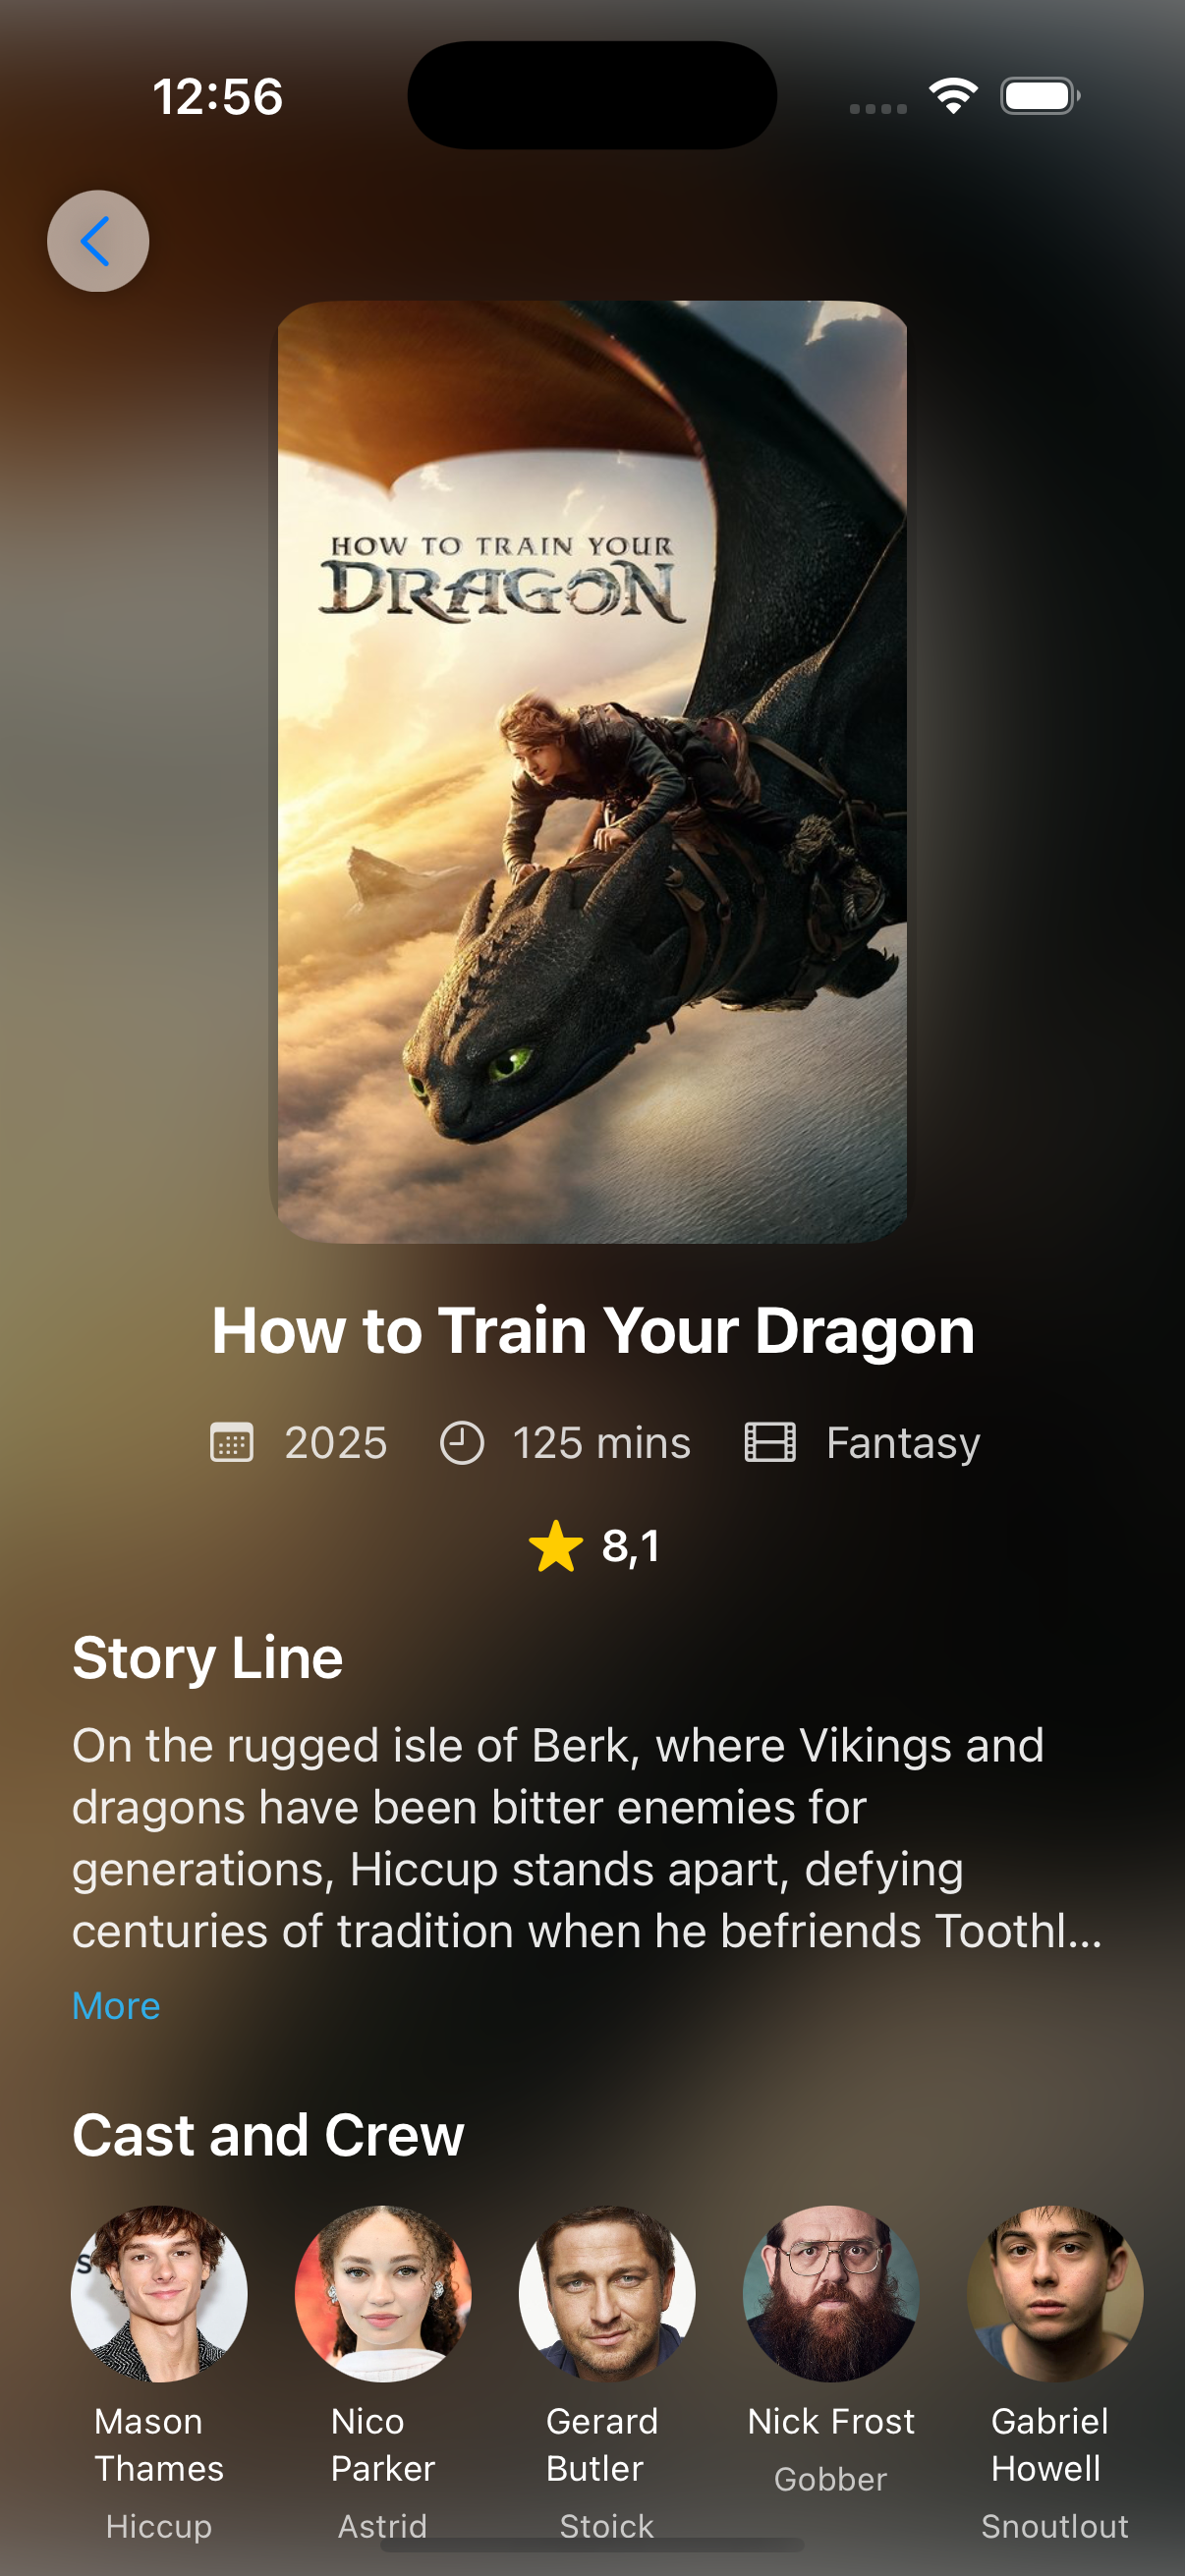 12:56
HOW TO TRAIN YOUR
DRAGON
How to Train Your Dragon
2025 125 mins Fantasy
8,1
Story Line
On the rugged isle of Berk, where Vikings and
dragons have been bitter enemies for
generations, Hiccup stands apart, defying
centuries of tradition when he befriends Toothl...
More
Cast and Crew
S
Mason Nico Gerard Nick Frost Gabriel
Thames Parker Butler Gobber Howell
Hiccup Astrid Stoick Snoutlout